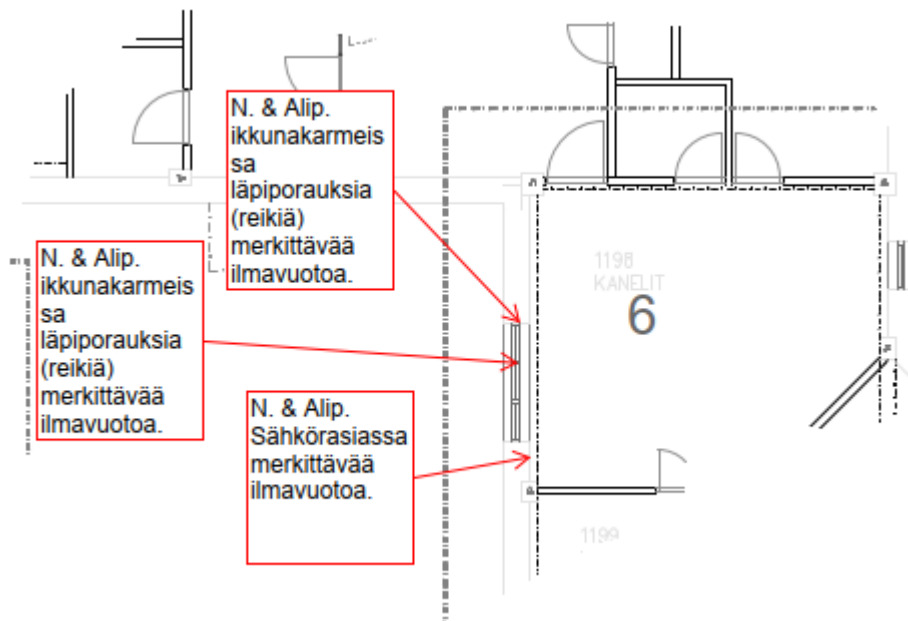 N. & Alip.
ikkunakarmeis
sa
läpiporauksia
(reikiä)
merkittävää
ilmavuotoa.
N. & Alip.
ikkunakarmeis
sa
läpiporauksia
(reikiä)
merkittävää
ilmavuotoa.
N. & Alip.
Sähkörasiassa
merkittävää
ilmavuotoa.
1198
KANELIT
6
1199